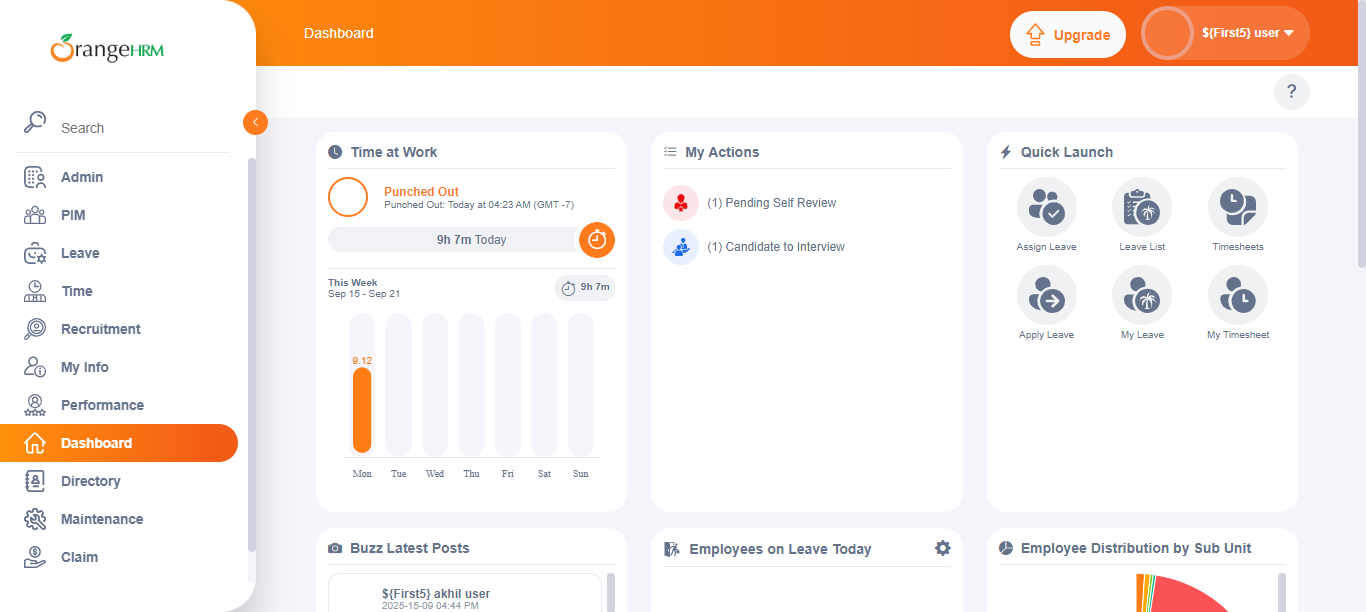 OrangeHRM
Search
Admin
PIM
Leave
Time
Recruitment
My Info
Performance
Dashboard
Directory
Maintenance
Claim
Dashboard
Upgrade
${First5} user
?
Time at Work
Punched Out
Punched Out: Today at 04:23 AM (GMT -7)
9h 7m Today
This Week
Sep 15 - Sep 21
9h 7m
9.12
Mon Tue Wed Thu Fri Sat Sun
My Actions
(1) Pending Self Review
(1) Candidate to Interview
Quick Launch
Assign Leave Leave List Timesheets
Apply Leave My Leave My Timesheet
Buzz Latest Posts
${First5} akhil user
2025-15-09 04:44 PM
Employees on Leave Today
Employee Distribution by Sub Unit